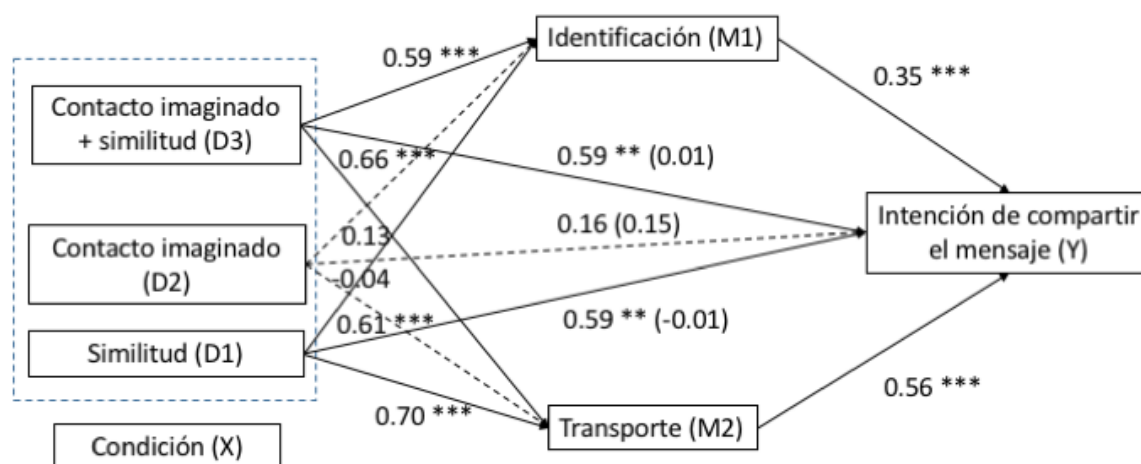 Identificación (M1)
0.59 ***
0.35 ***
Contacto imaginado
+ similitud (D3)
0.66 ***
0.59 ** (0.01)
Intención de compartir
el mensaje (Y)
0.13
0.16 (0.15)
Contacto imaginado
(D2)
-0.04
0.61 ***
0.59 ** (-0.01)
Similitud (D1)
0.70 ***
0.56 ***
Transporte (M2)
Condición (X)